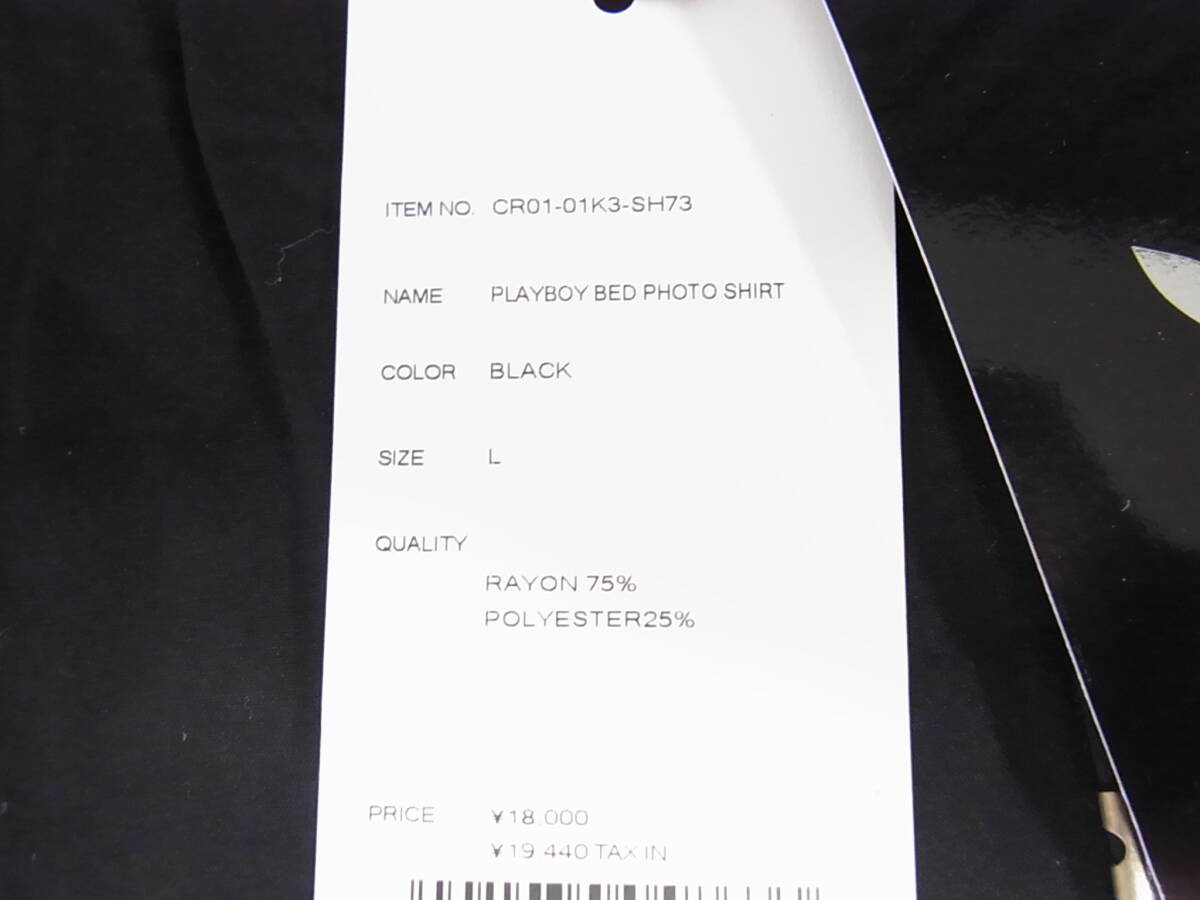 ITEM NO. CR01-01K3-SH73
NAME PLAYBOY BED PHOTO SHIRT
COLOR BLACK
SIZE L
QUALITY
RAYON 75%
POLYESTER25%
PRICE ¥18 000
¥19 440 TAX IN